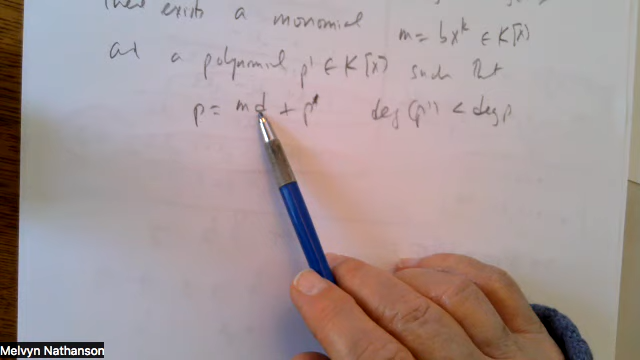 There exists a monomial m = bx^k ∈ K[x]
and a polynomial p' ∈ K[x] such that
p = md + p' deg(p') < deg p
Melvyn Nathanson